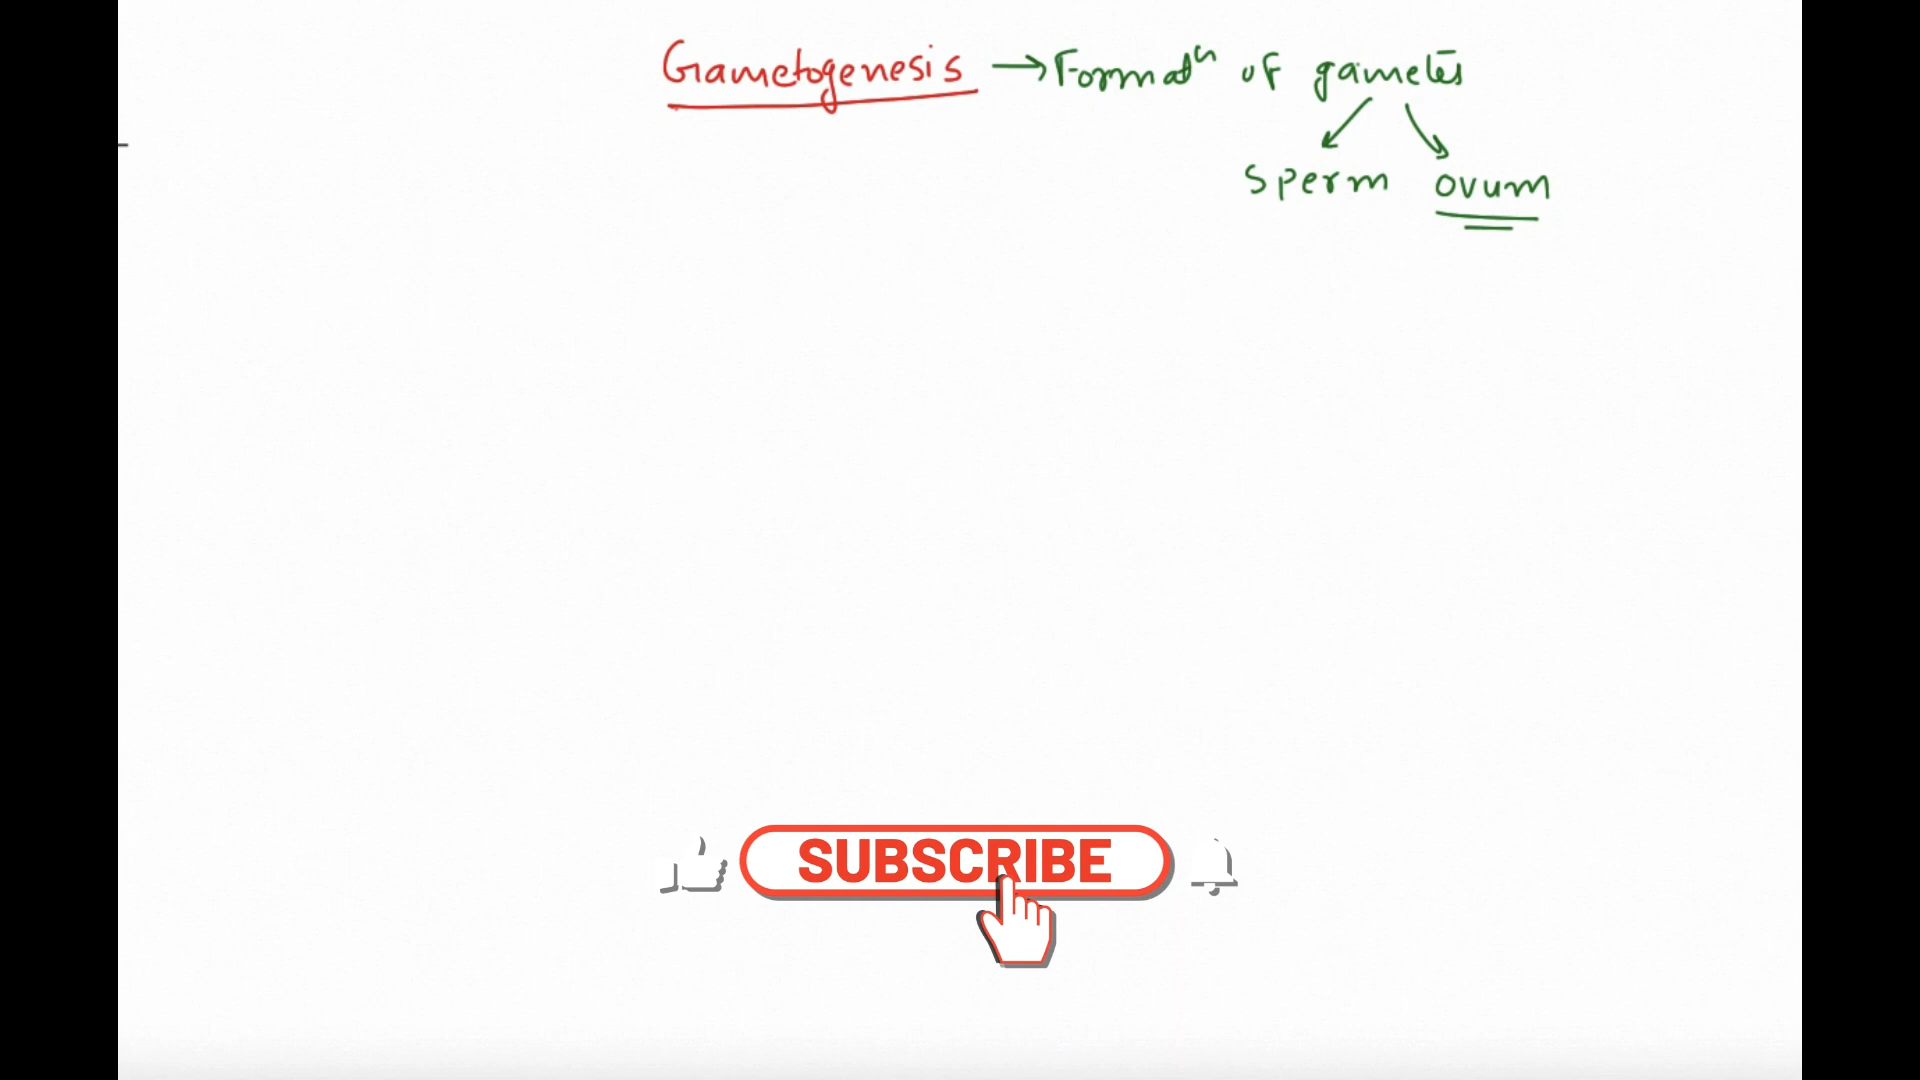 Gametogenesis → Formatⁿ of gametes
Sperm ovum
SUBSCRIBE